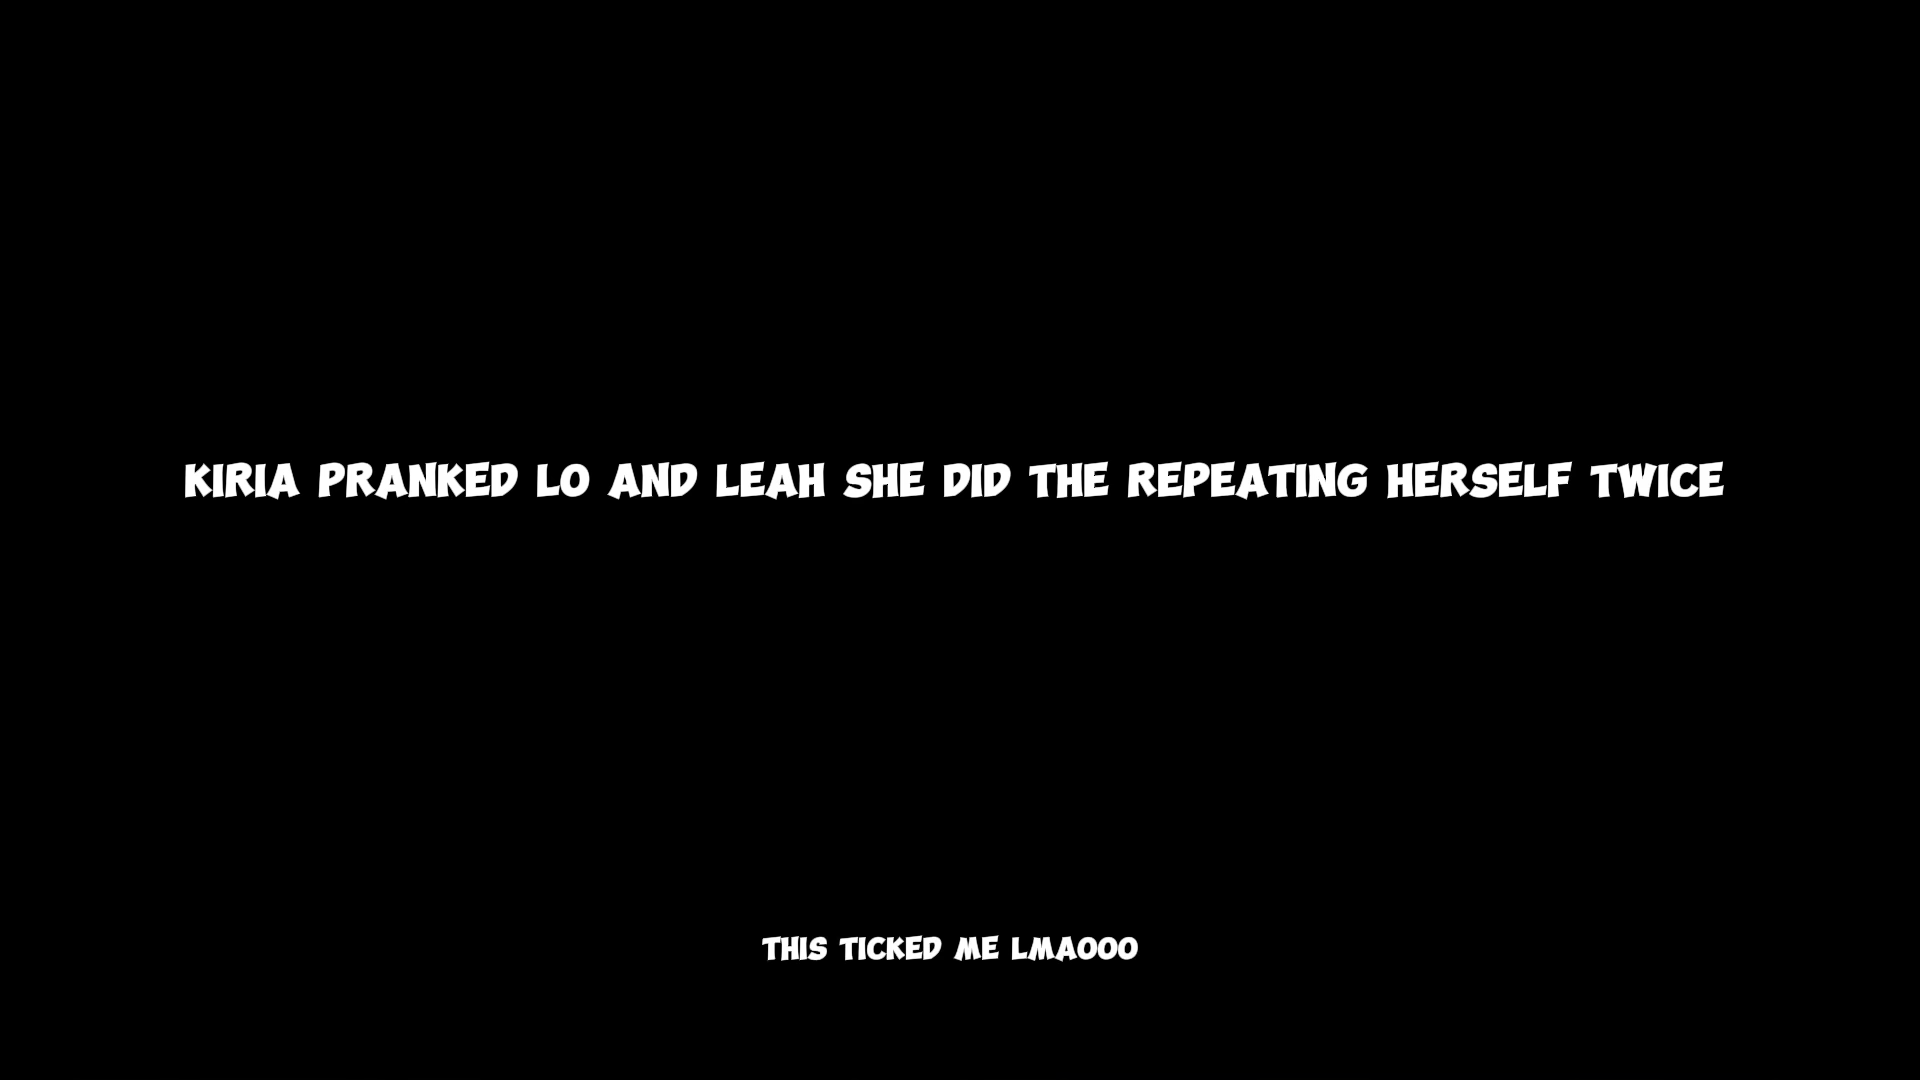 KIRIA PRANKED LO AND LEAH SHE DID THE REPEATING HERSELF TWICE
THIS TICKED ME LMAOOO